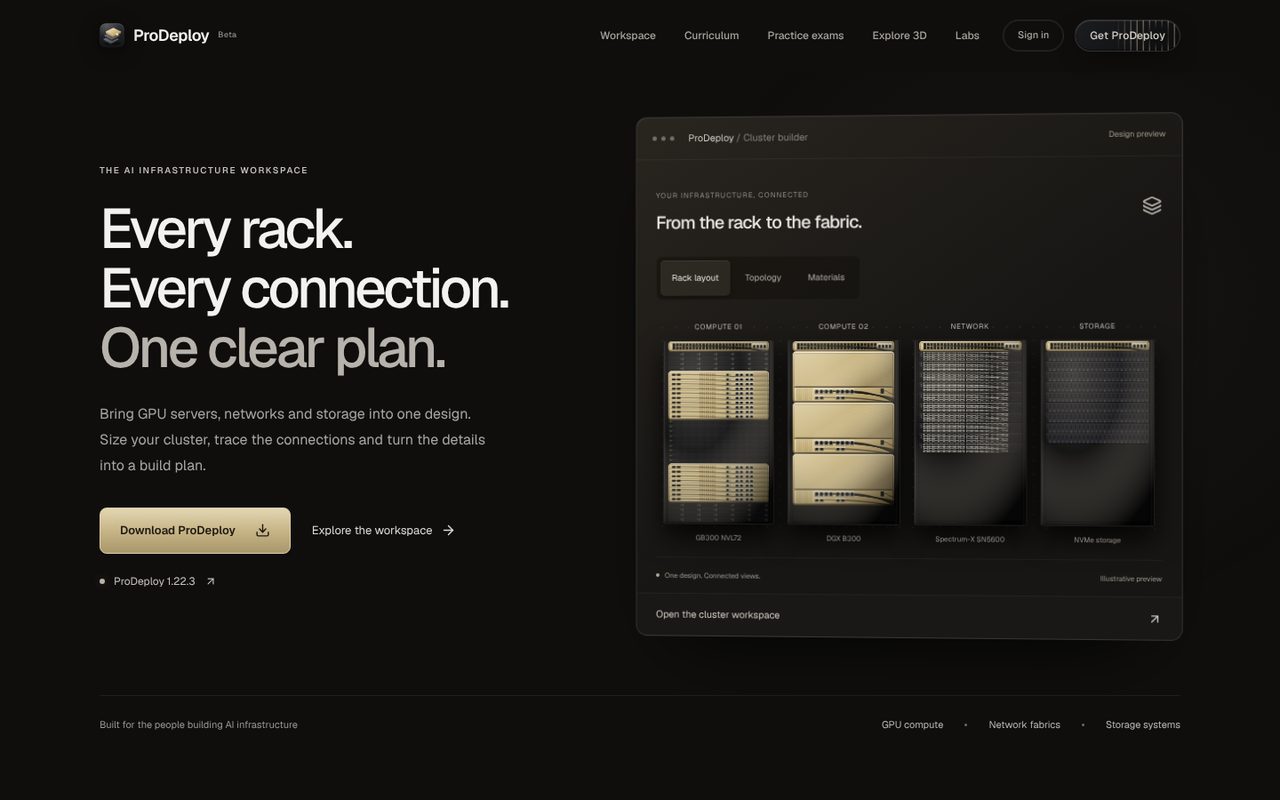 ProDeploy Beta
Workspace Curriculum Practice exams Explore 3D Labs Sign in Get ProDeploy
THE AI INFRASTRUCTURE WORKSPACE
Every rack.
Every connection.
One clear plan.
Bring GPU servers, networks and storage into one design.
Size your cluster, trace the connections and turn the details
into a build plan.
Download ProDeploy
Explore the workspace
ProDeploy 1.22.3
ProDeploy / Cluster builder
Design preview
YOUR INFRASTRUCTURE, CONNECTED
From the rack to the fabric.
Rack layout Topology Materials
COMPUTE 01 COMPUTE 02 NETWORK STORAGE
GB300 NVL72 DGX B300 Spectrum-X SN5600 NVMe storage
One design. Connected views.
Illustrative preview
Open the cluster workspace
Built for the people building AI infrastructure
GPU compute • Network fabrics • Storage systems